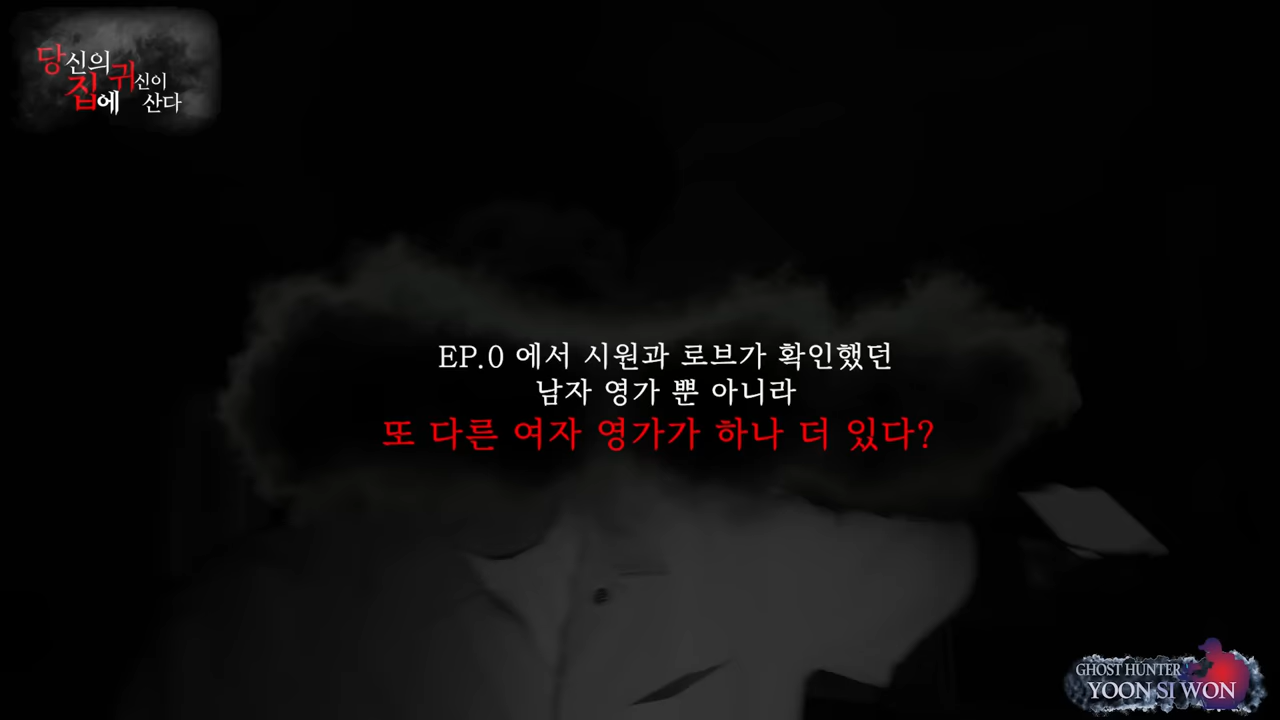 당신의
집에 귀신이
산다
EP.0 에서 시원과 로브가 확인했던
남자 영가 뿐 아니라
또 다른 여자 영가가 하나 더 있다?
GHOST HUNTER
YOON SI WON